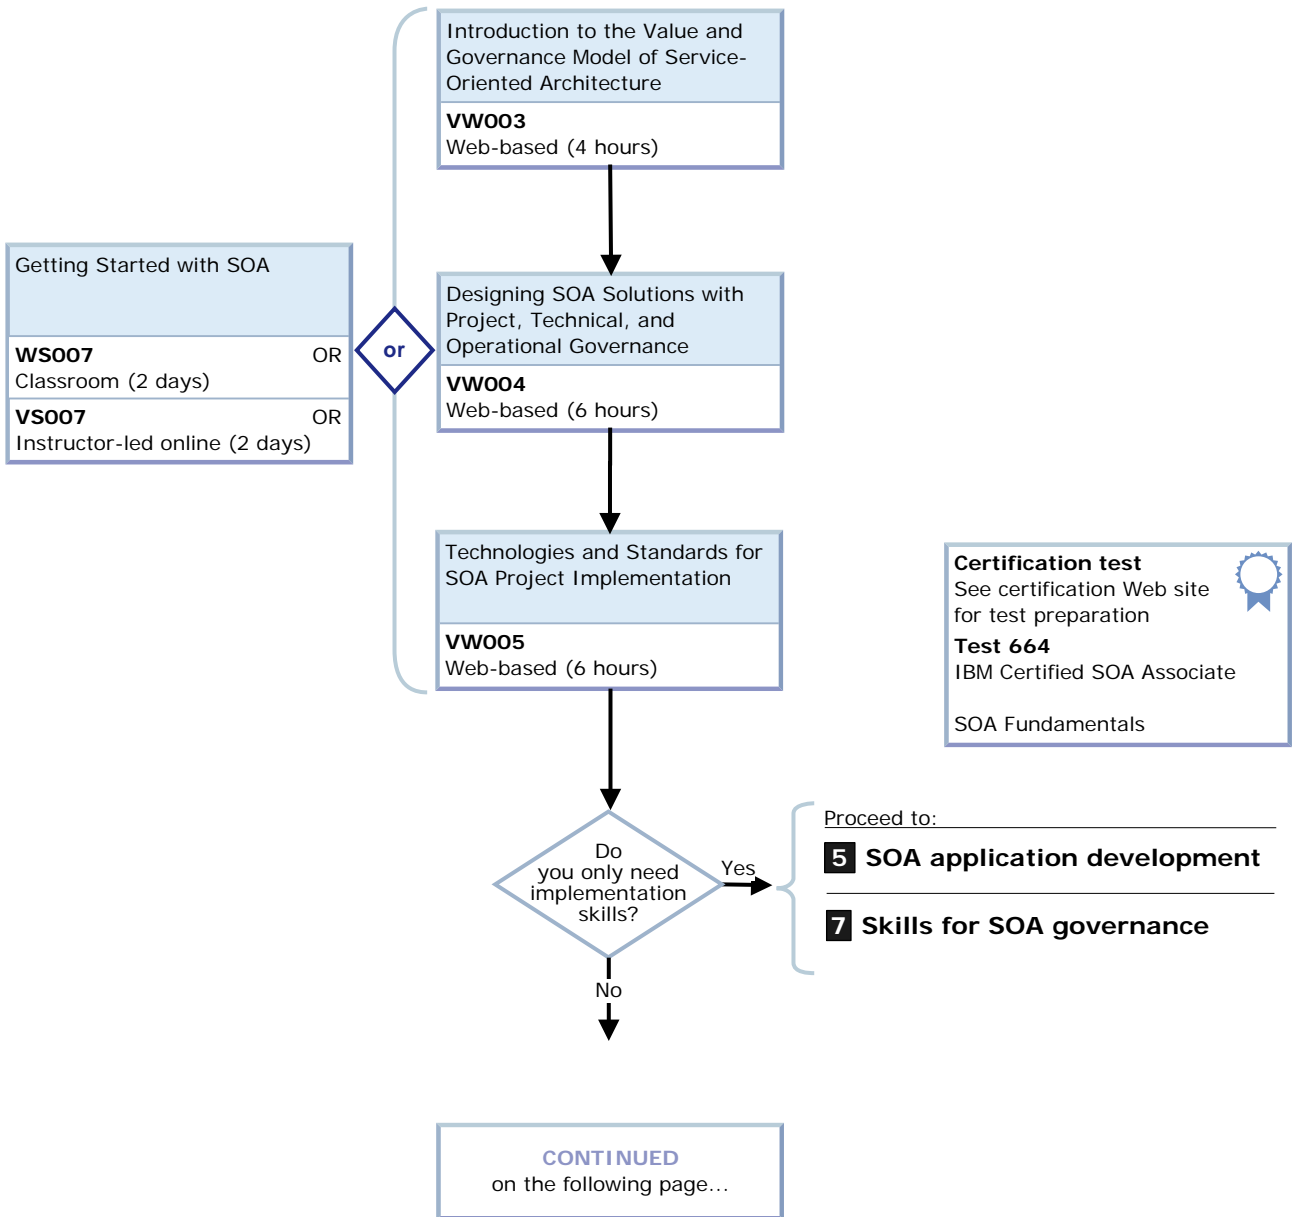 Introduction to the Value and
Governance Model of Service-
Oriented Architecture
VW003
Web-based (4 hours)
Getting Started with SOA
WS007 OR
Classroom (2 days)
VS007 OR
Instructor-led online (2 days)
or
Designing SOA Solutions with
Project, Technical, and
Operational Governance
VW004
Web-based (6 hours)
Technologies and Standards for
SOA Project Implementation
VW005
Web-based (6 hours)
Certification test
See certification Web site
for test preparation
Test 664
IBM Certified SOA Associate
SOA Fundamentals
Do
you only need
implementation
skills?
Yes
No
Proceed to:
5 SOA application development
7 Skills for SOA governance
CONTINUED
on the following page...